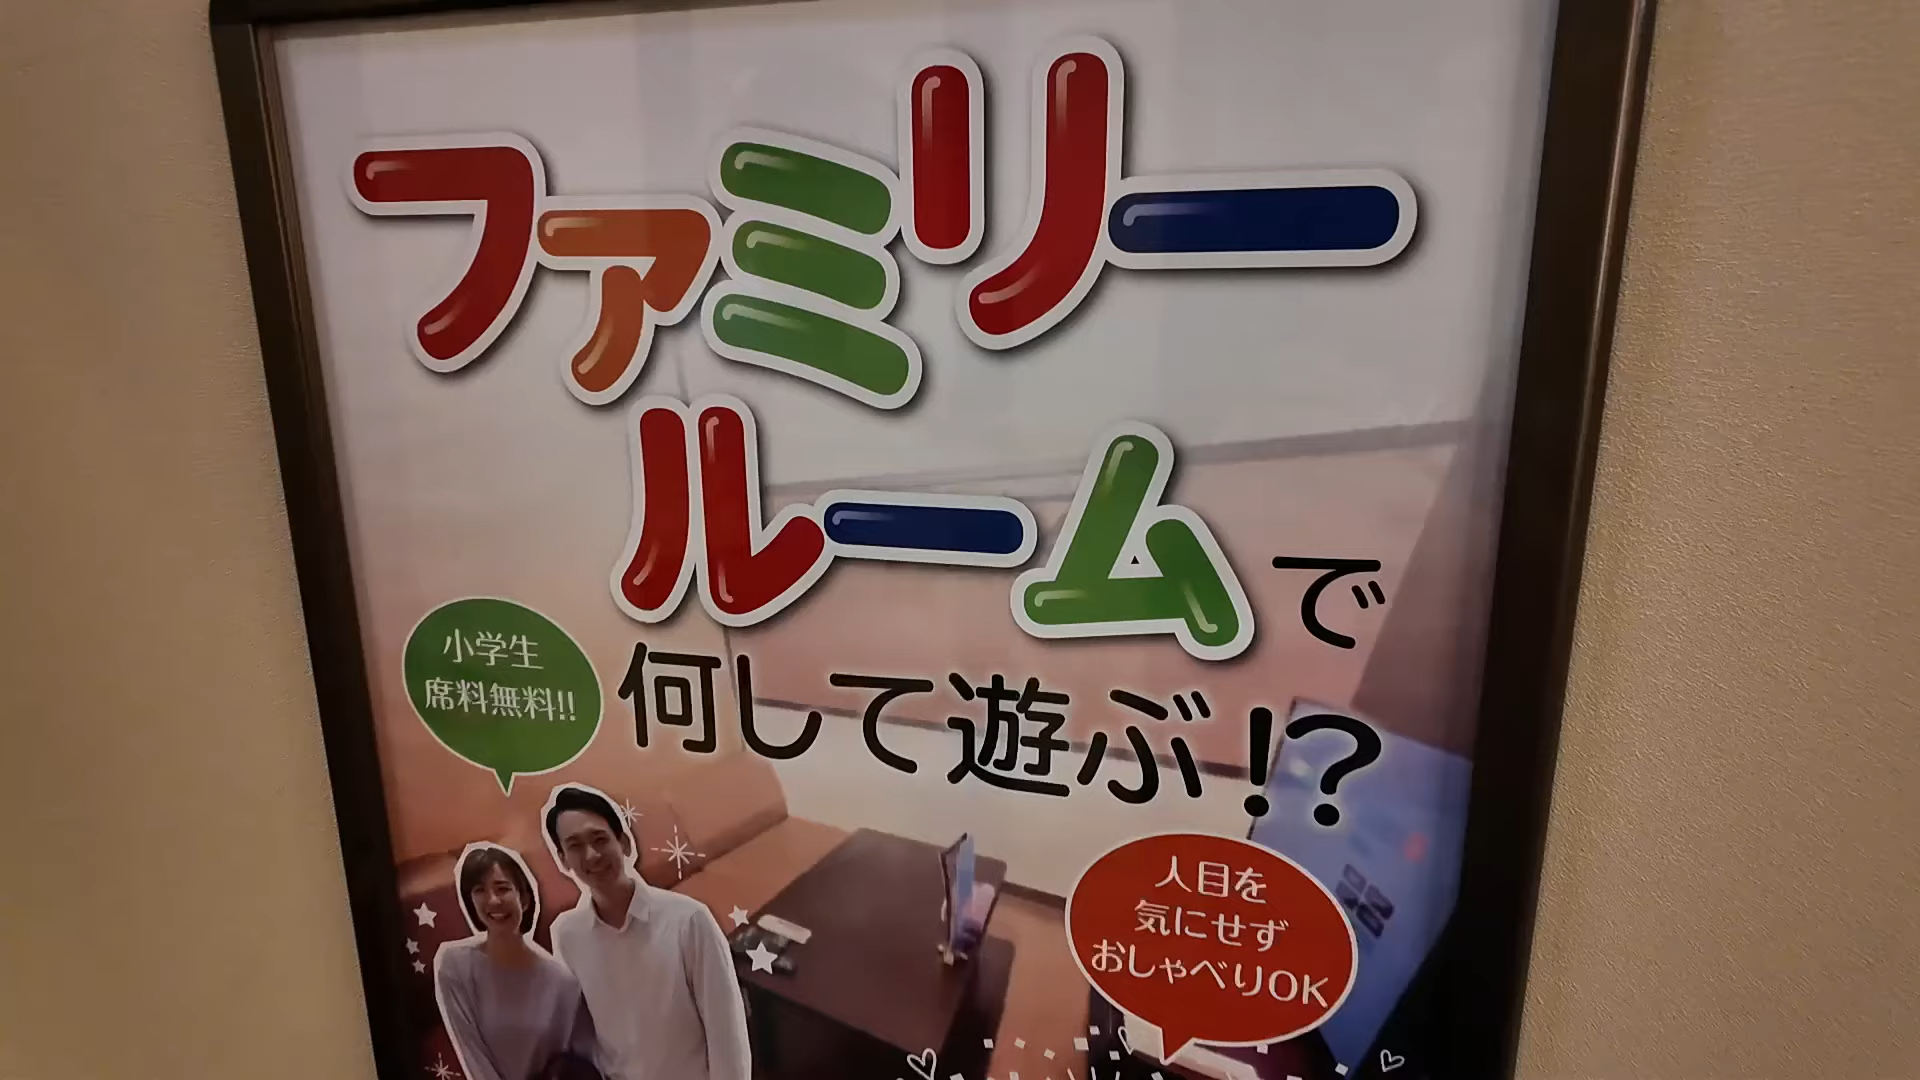 ファミリー
ルームで
何して遊ぶ!?
小学生
席料無料!!
人目を
気にせず
おしゃべりOK